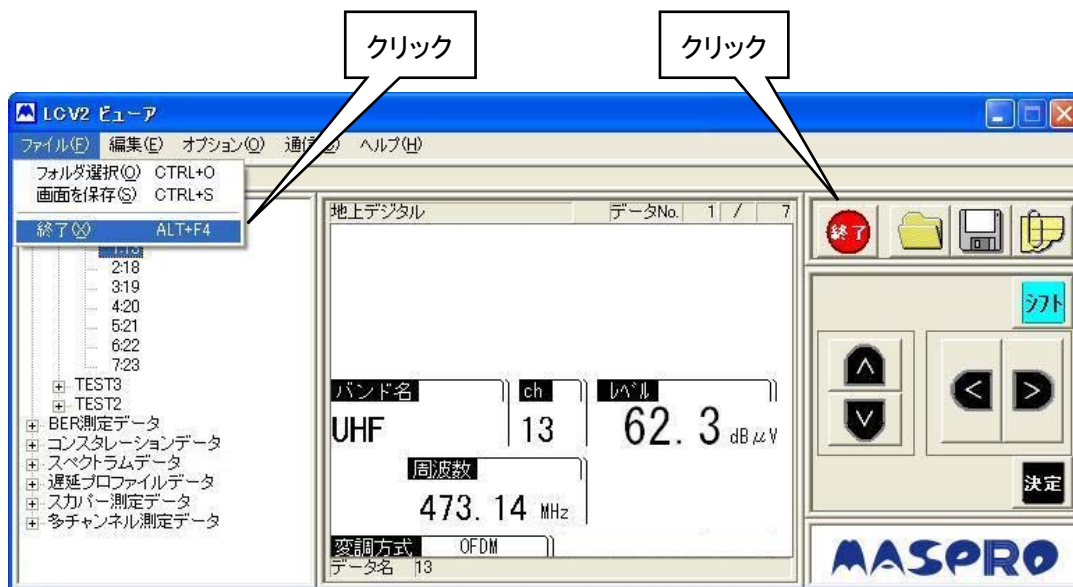 クリック
クリック
LCV2 ビューア
ファイル(F) 編集(E) オプション(O) 通信 ヘルプ(H)
フォルダ選択(O) CTRL+O
画面を保存(S) CTRL+S
終了(X) ALT+F4
1:13
2:18
3:19
4:20
5:21
6:22
7:23
TEST3
TEST2
BER測定データ
コンスタレーションデータ
スペクトラムデータ
遅延プロファイルデータ
スカパー測定データ
多チャンネル測定データ
地上デジタル データNo. 1 / 7
バンド名 ch レベル
UHF 13 62.3 dBμV
周波数
473.14 MHz
変調方式 OFDM
データ名 13
終了
シフト
決定
MASPRO